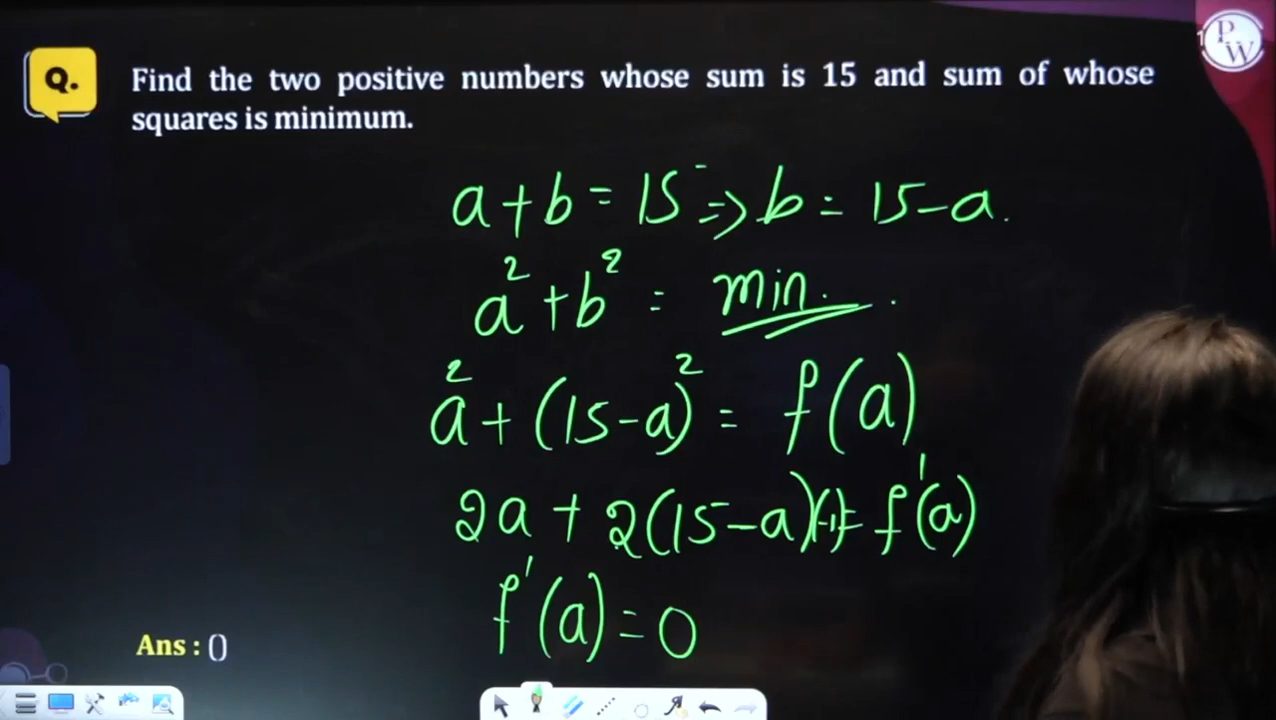 PW
Q.
Find the two positive numbers whose sum is 15 and sum of whose
squares is minimum.
a+b = 15 => b = 15-a.
a² + b² = min.
a² + (15-a)² = f(a)
2a + 2(15-a)(-1) = f'(a)
f'(a) = 0
Ans : ()